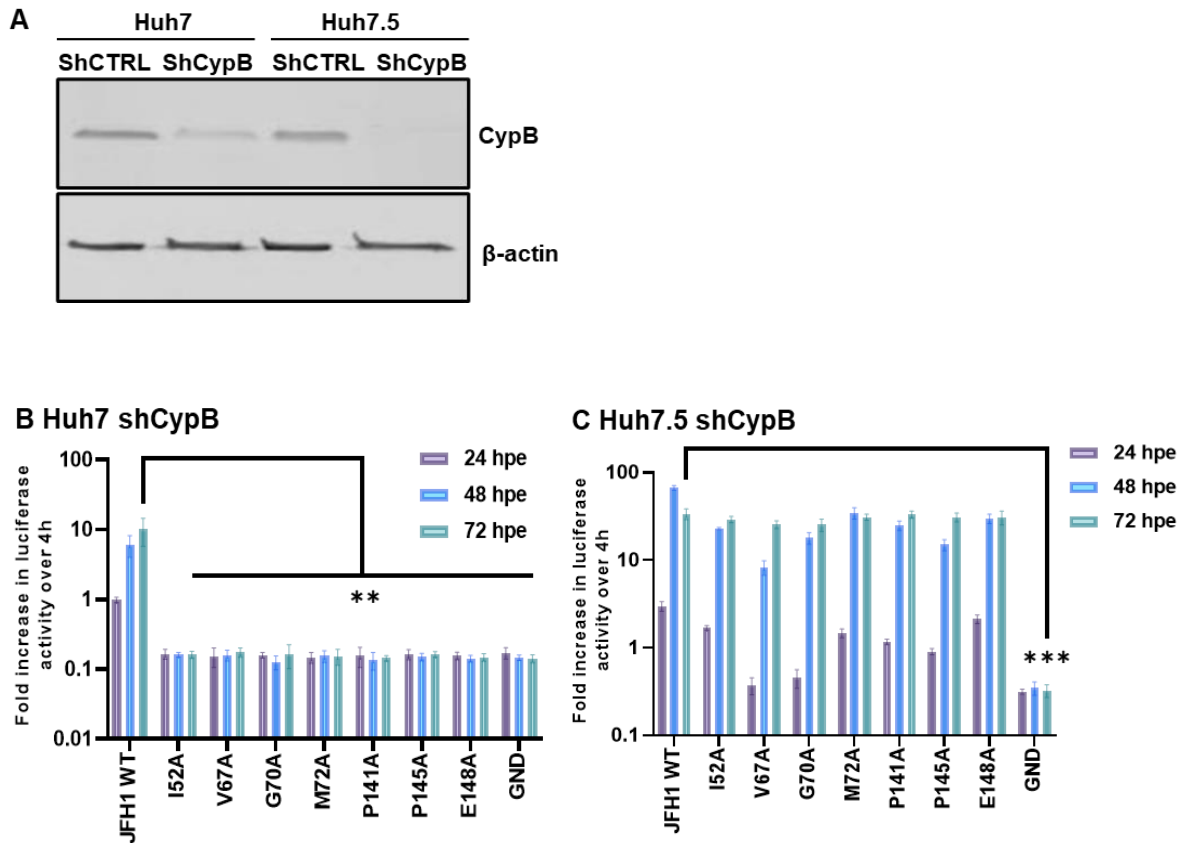 A
Huh7 Huh7.5
ShCTRL ShCypB ShCTRL ShCypB
CypB
β-actin
B Huh7 shCypB
Fold increase in luciferase
activity over 4h
100
10
1
0.1
0.01
24 hpe
48 hpe
72 hpe
**
JFH1 WT
I52A
V67A
G70A
M72A
P141A
P145A
E148A
GND
C Huh7.5 shCypB
Fold increase in luciferase
activity over 4h
100
10
1
0.1
24 hpe
48 hpe
72 hpe
***
JFH1 WT
I52A
V67A
G70A
M72A
P141A
P145A
E148A
GND